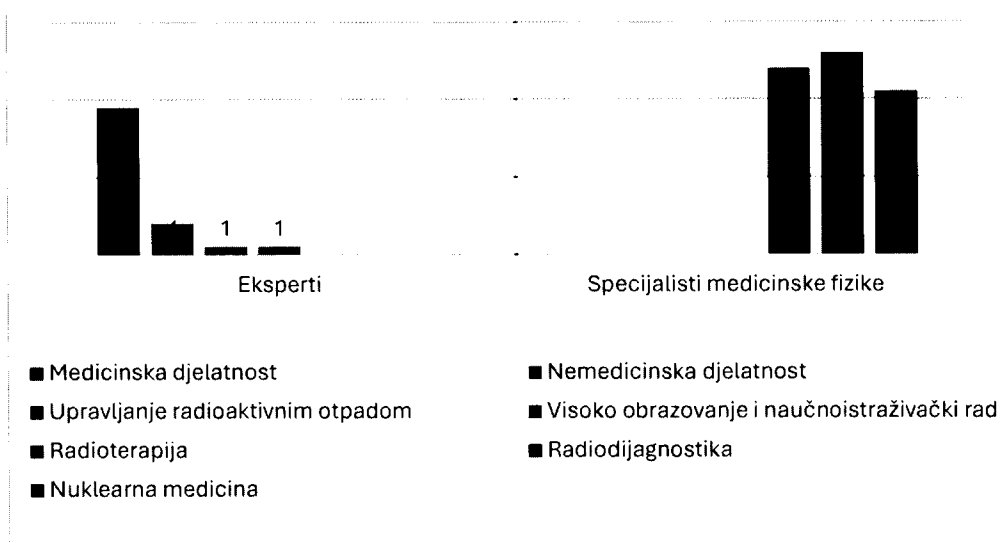 1 1
Eksperti
Specijalisti medicinske fizike
Medicinska djelatnost
Nemedicinska djelatnost
Upravljanje radioaktivnim otpadom
Visoko obrazovanje i naučnoistraživački rad
Radioterapija
Radiodijagnostika
Nuklearna medicina